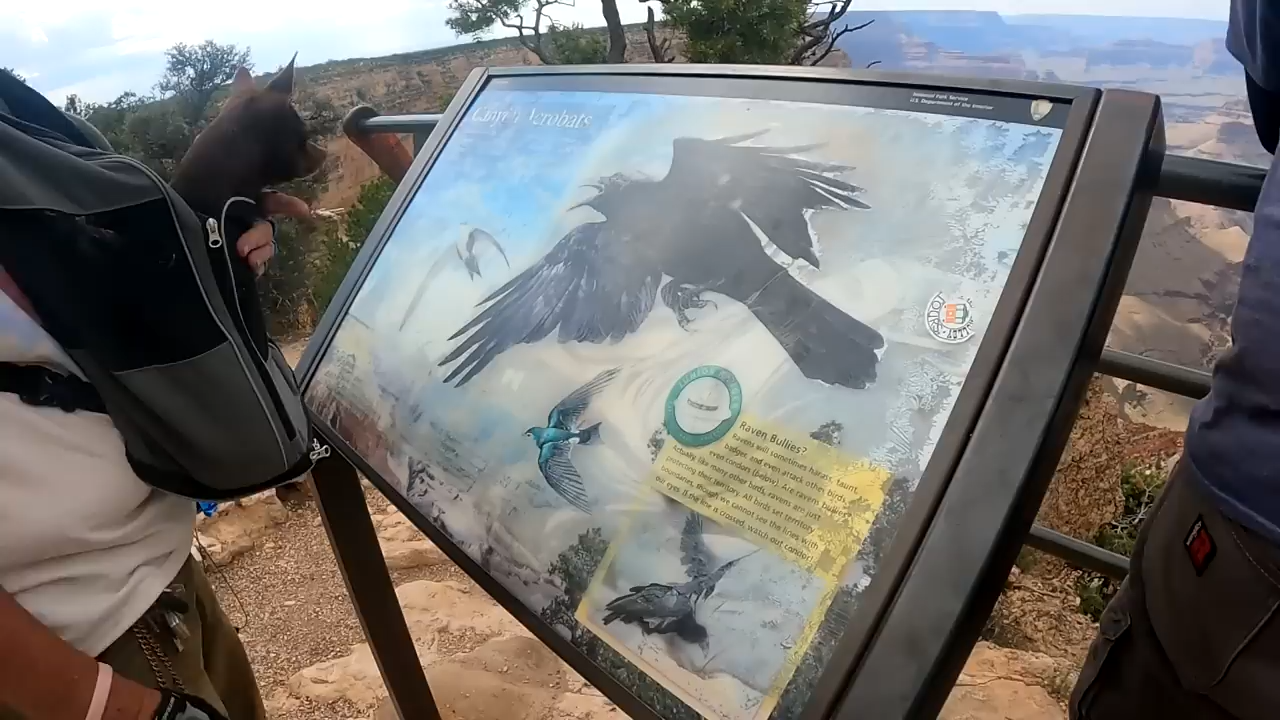 Canyon Acrobats
National Park Service
U.S. Department of the Interior
JUNIOR RANGER
Raven Bullies?
Ravens will sometimes harass, taunt,
badger, and even attack other birds,
even condors (below). Are ravens bullies?
Actually, like many other birds, ravens are just
protecting their territory. All birds set territory
boundaries, though we cannot see the lines with
our eyes. If the line is crossed, watch out condor!